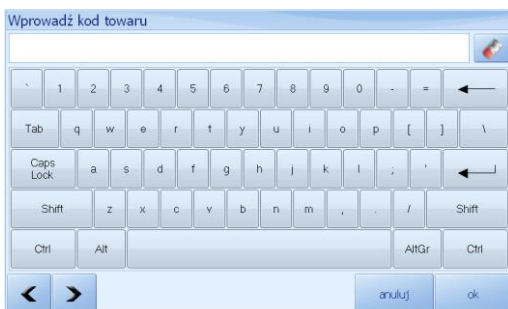 Wprowadź kod towaru
` 1 2 3 4 5 6 7 8 9 0 - =
Tab q w e r t y u i o p [ ] \
Caps Lock a s d f g h j k l ; '
Shift z x c v b n m , . / Shift
Ctrl Alt AltGr Ctrl
anuluj ok